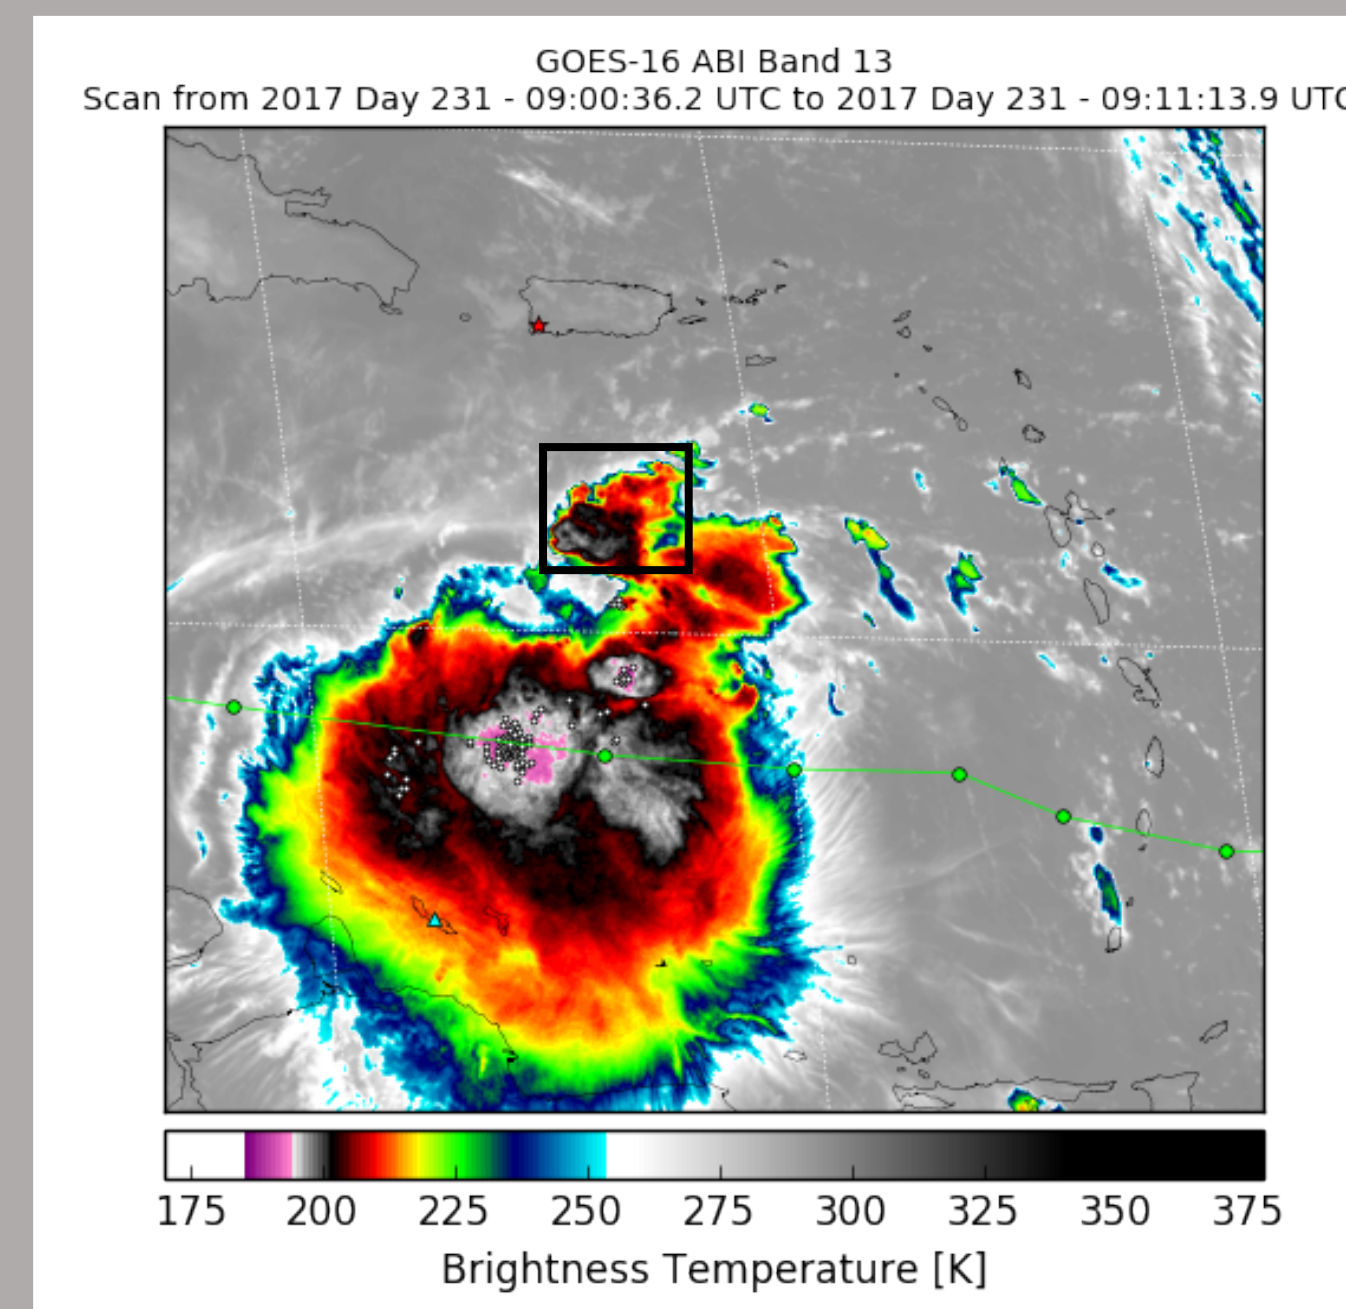 GOES-16 ABI Band 13
Scan from 2017 Day 231 - 09:00:36.2 UTC to 2017 Day 231 - 09:11:13.9 UTC
175 200 225 250 275 300 325 350 375
Brightness Temperature [K]